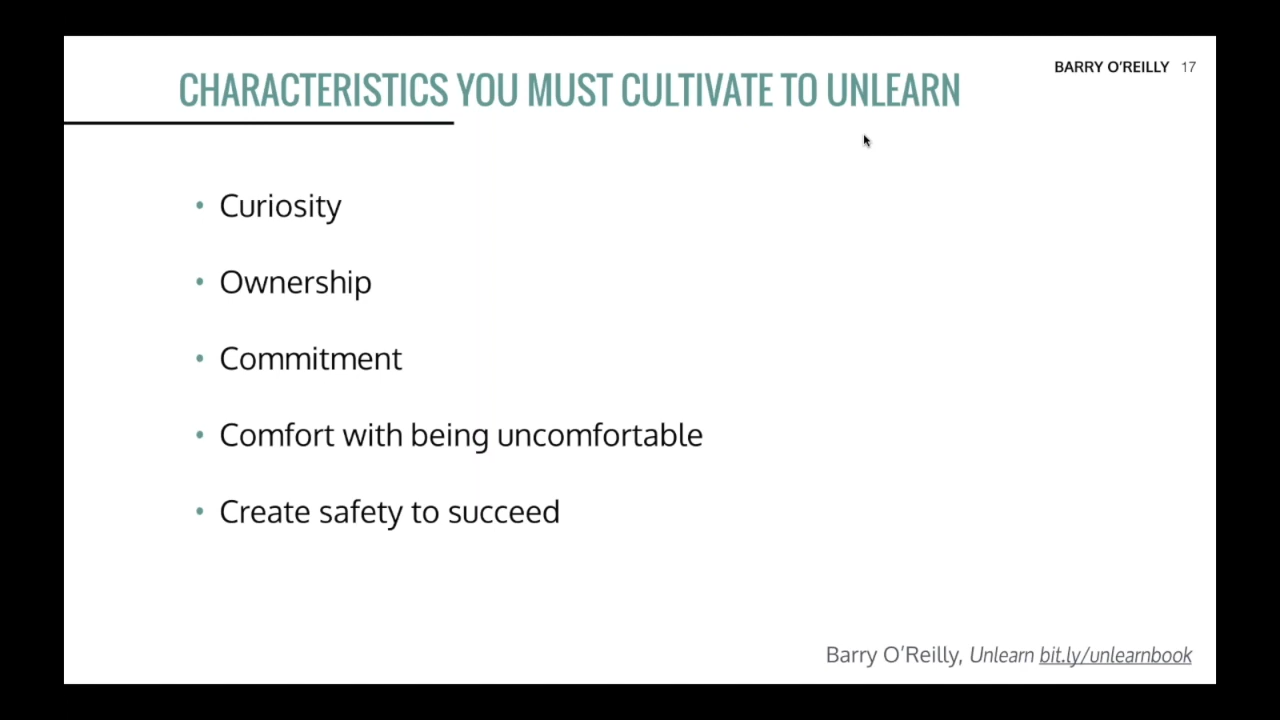 CHARACTERISTICS YOU MUST CULTIVATE TO UNLEARN
BARRY O'REILLY 17
• Curiosity
• Ownership
• Commitment
• Comfort with being uncomfortable
• Create safety to succeed
Barry O'Reilly, Unlearn bit.ly/unlearnbook